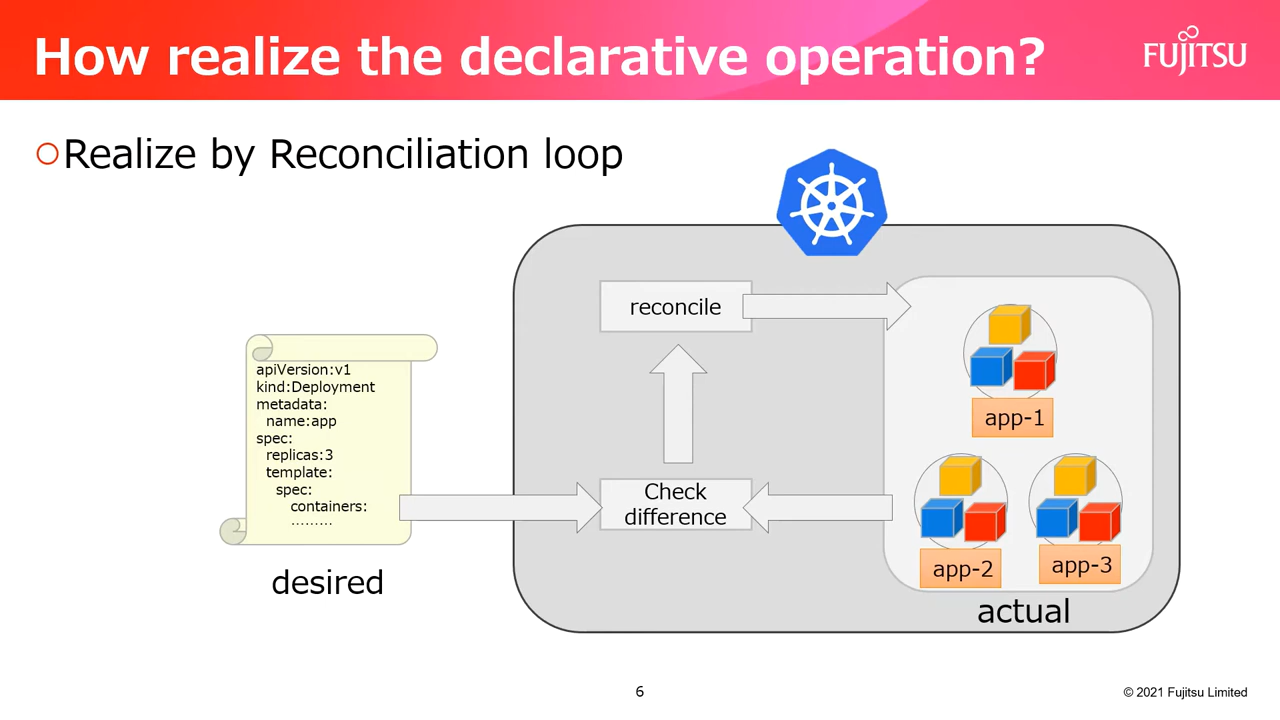 How realize the declarative operation?
FUJITSU
Realize by Reconciliation loop
reconcile
apiVersion:v1
kind:Deployment
metadata:
name:app
spec:
replicas:3
template:
spec:
containers:
.........
desired
Check
difference
app-1
app-2
app-3
actual
6
© 2021 Fujitsu Limited